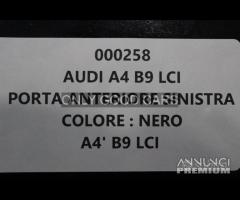 000258
AUDI A4 B9 LCI
PORTA ANTERIORE SINISTRA
COLORE : NERO
A4' B9 LCI
ANNUNCI
PREMIUM